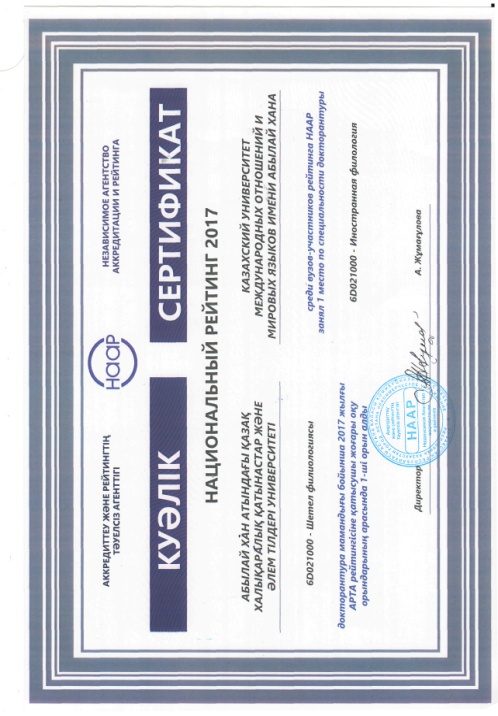 АККРЕДИТТЕУ ЖӘНЕ РЕЙТИНГТІҢ
ТӘУЕЛСІЗ АГЕНТТІГІ
НААР
НЕЗАВИСИМОЕ АГЕНТСТВО
АККРЕДИТАЦИИ И РЕЙТИНГА
КУӘЛІК
СЕРТИФИКАТ
НАЦИОНАЛЬНЫЙ РЕЙТИНГ 2017
АБЫЛАЙ ХАН АТЫНДАҒЫ ҚАЗАҚ
ХАЛЫҚАРАЛЫҚ ҚАТЫНАСТАР ЖӘНЕ
ӘЛЕМ ТІЛДЕРІ УНИВЕРСИТЕТІ
6D021000 - Шетел филиологиясы
докторантура мамандығы бойынша 2017 жылғы
АРТА рейтингісіне қатысушы жоғары оқу
орындарының арасында 1-ші орын алды
КАЗАХСКИЙ УНИВЕРСИТЕТ
МЕЖДУНАРОДНЫХ ОТНОШЕНИЙ И
МИРОВЫХ ЯЗЫКОВ ИМЕНИ АБЫЛАЙ ХАНА
среди вузов-участников рейтинга НААР
занял 1 место по специальности докторантуры
6D021000 - Иностранная филология
Директор
НААР
А. Жумагулова